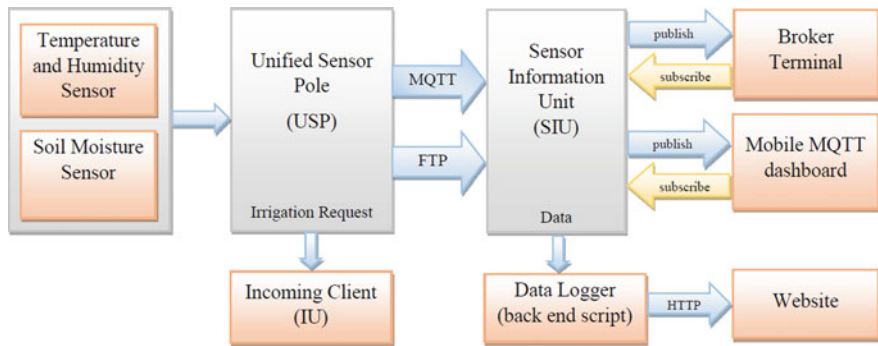 Temperature
and Humidity
Sensor
Soil Moisture
Sensor
Unified Sensor
Pole
(USP)
Irrigation Request
MQTT
FTP
Sensor
Information
Unit
(SIU)
Data
publish
subscribe
Broker
Terminal
publish
subscribe
Mobile MQTT
dashboard
Incoming Client
(IU)
Data Logger
(back end script)
HTTP
Website